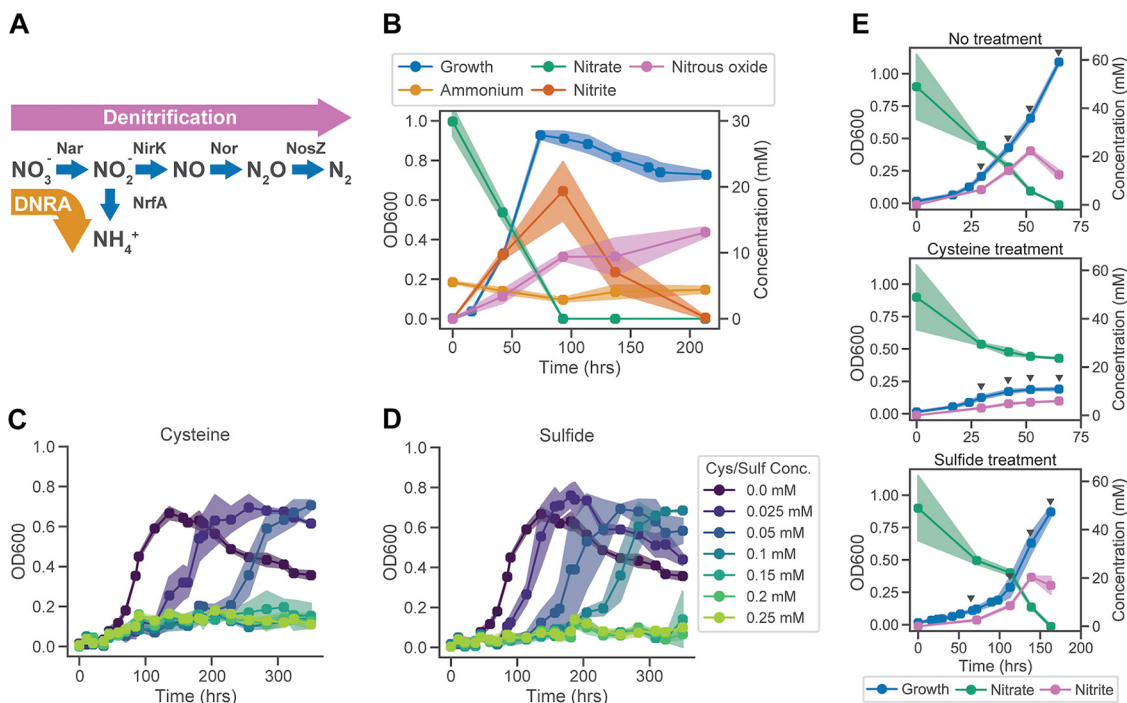 A
Denitrification
NO3- Nar NO2- NirK NO Nor N2O NosZ N2
DNRA
NrfA
NH4+
B
Growth Nitrate Nitrous oxide
Ammonium Nitrite
1.0
0.8
0.6
0.4
0.2
0.0
OD600
30
20
10
0
Concentration (mM)
0 50 100 150 200
Time (hrs)
C
Cysteine
1.0
0.8
0.6
0.4
0.2
0.0
OD600
0 100 200 300
Time (hrs)
D
Sulfide
1.0
0.8
0.6
0.4
0.2
0.0
OD600
0 100 200 300
Time (hrs)
Cys/Sulf Conc.
0.0 mM
0.025 mM
0.05 mM
0.1 mM
0.15 mM
0.2 mM
0.25 mM
E
No treatment
1.00
0.75
0.50
0.25
0.00
OD600
60
40
20
0
Concentration (mM)
0 25 50 75
Cysteine treatment
1.00
0.75
0.50
0.25
0.00
OD600
60
40
20
0
Concentration (mM)
0 25 50 75
Sulfide treatment
1.00
0.75
0.50
0.25
0.00
OD600
60
40
20
0
Concentration (mM)
0 50 100 150 200
Time (hrs)
Growth Nitrate Nitrite